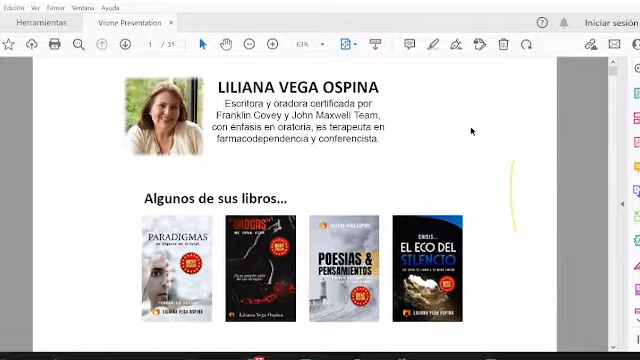 Edición Ver Firmar Ventana Ayuda
Herramientas Visme Presentation × Iniciar sesión
1 / 31 63%
LILIANA VEGA OSPINA
Escritora y oradora certificada por
Franklin Covey y John Maxwell Team,
con énfasis en oratoria, es terapeuta en
farmacodependencia y conferencista.
Algunos de sus libros...
PARADIGMAS
LILIANA VEGA OSPINA
DROGAS
Liliana Vega Ospina
LILIANA VEGA OSPINA
POESIAS &
PENSAMIENTOS
CRISIS...
EL ECO DEL
SILENCIO
LILIANA VEGA OSPINA